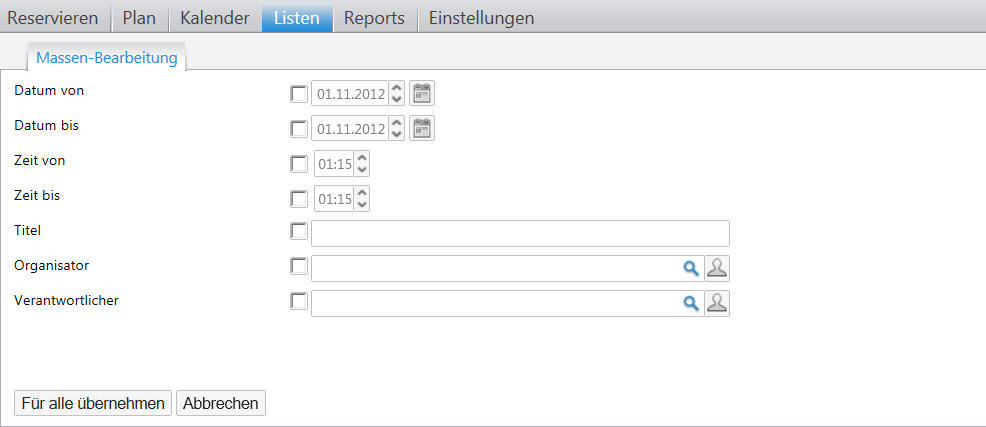 Reservieren Plan Kalender Listen Reports Einstellungen
Massen-Bearbeitung
Datum von 01.11.2012
Datum bis 01.11.2012
Zeit von 01:15
Zeit bis 01:15
Titel
Organisator
Verantwortlicher
Für alle übernehmen Abbrechen